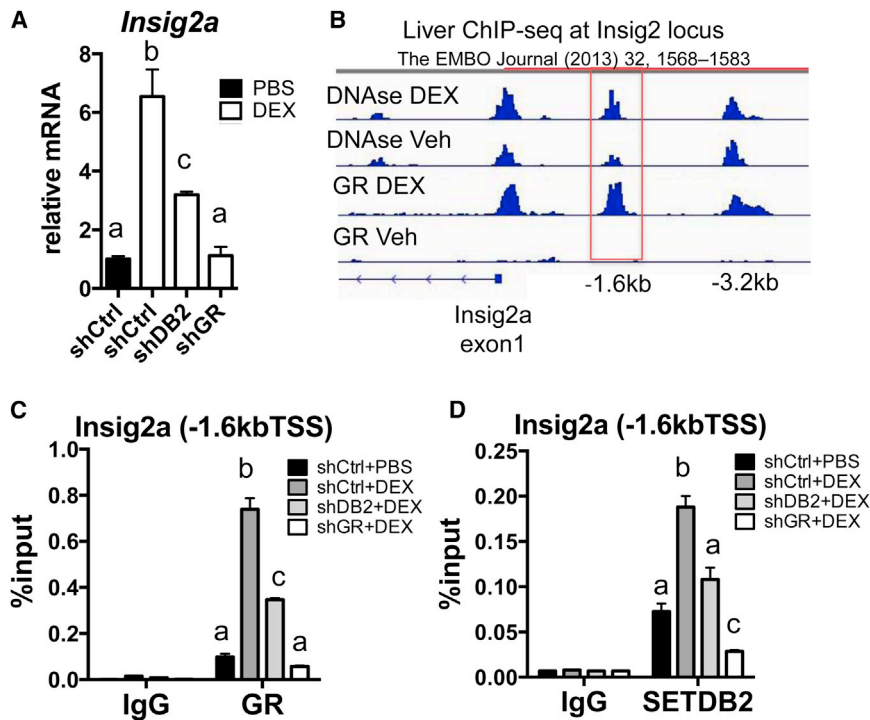 A
Insig2a
relative mRNA
8
6
4
2
0
a
b
c
a
PBS
DEX
shCtrl
shCtrl
shDB2
shGR
B
Liver ChIP-seq at Insig2 locus
The EMBO Journal (2013) 32, 1568–1583
DNAse DEX
DNAse Veh
GR DEX
GR Veh
-1.6kb
-3.2kb
Insig2a
exon1
C
Insig2a (-1.6kbTSS)
%input
1.0
0.8
0.6
0.4
0.2
0.0
a
b
c
a
shCtrl+PBS
shCtrl+DEX
shDB2+DEX
shGR+DEX
IgG
GR
D
Insig2a (-1.6kbTSS)
%input
0.25
0.20
0.15
0.10
0.05
0.00
a
b
a
c
shCtrl+PBS
shCtrl+DEX
shDB2+DEX
shGR+DEX
IgG
SETDB2